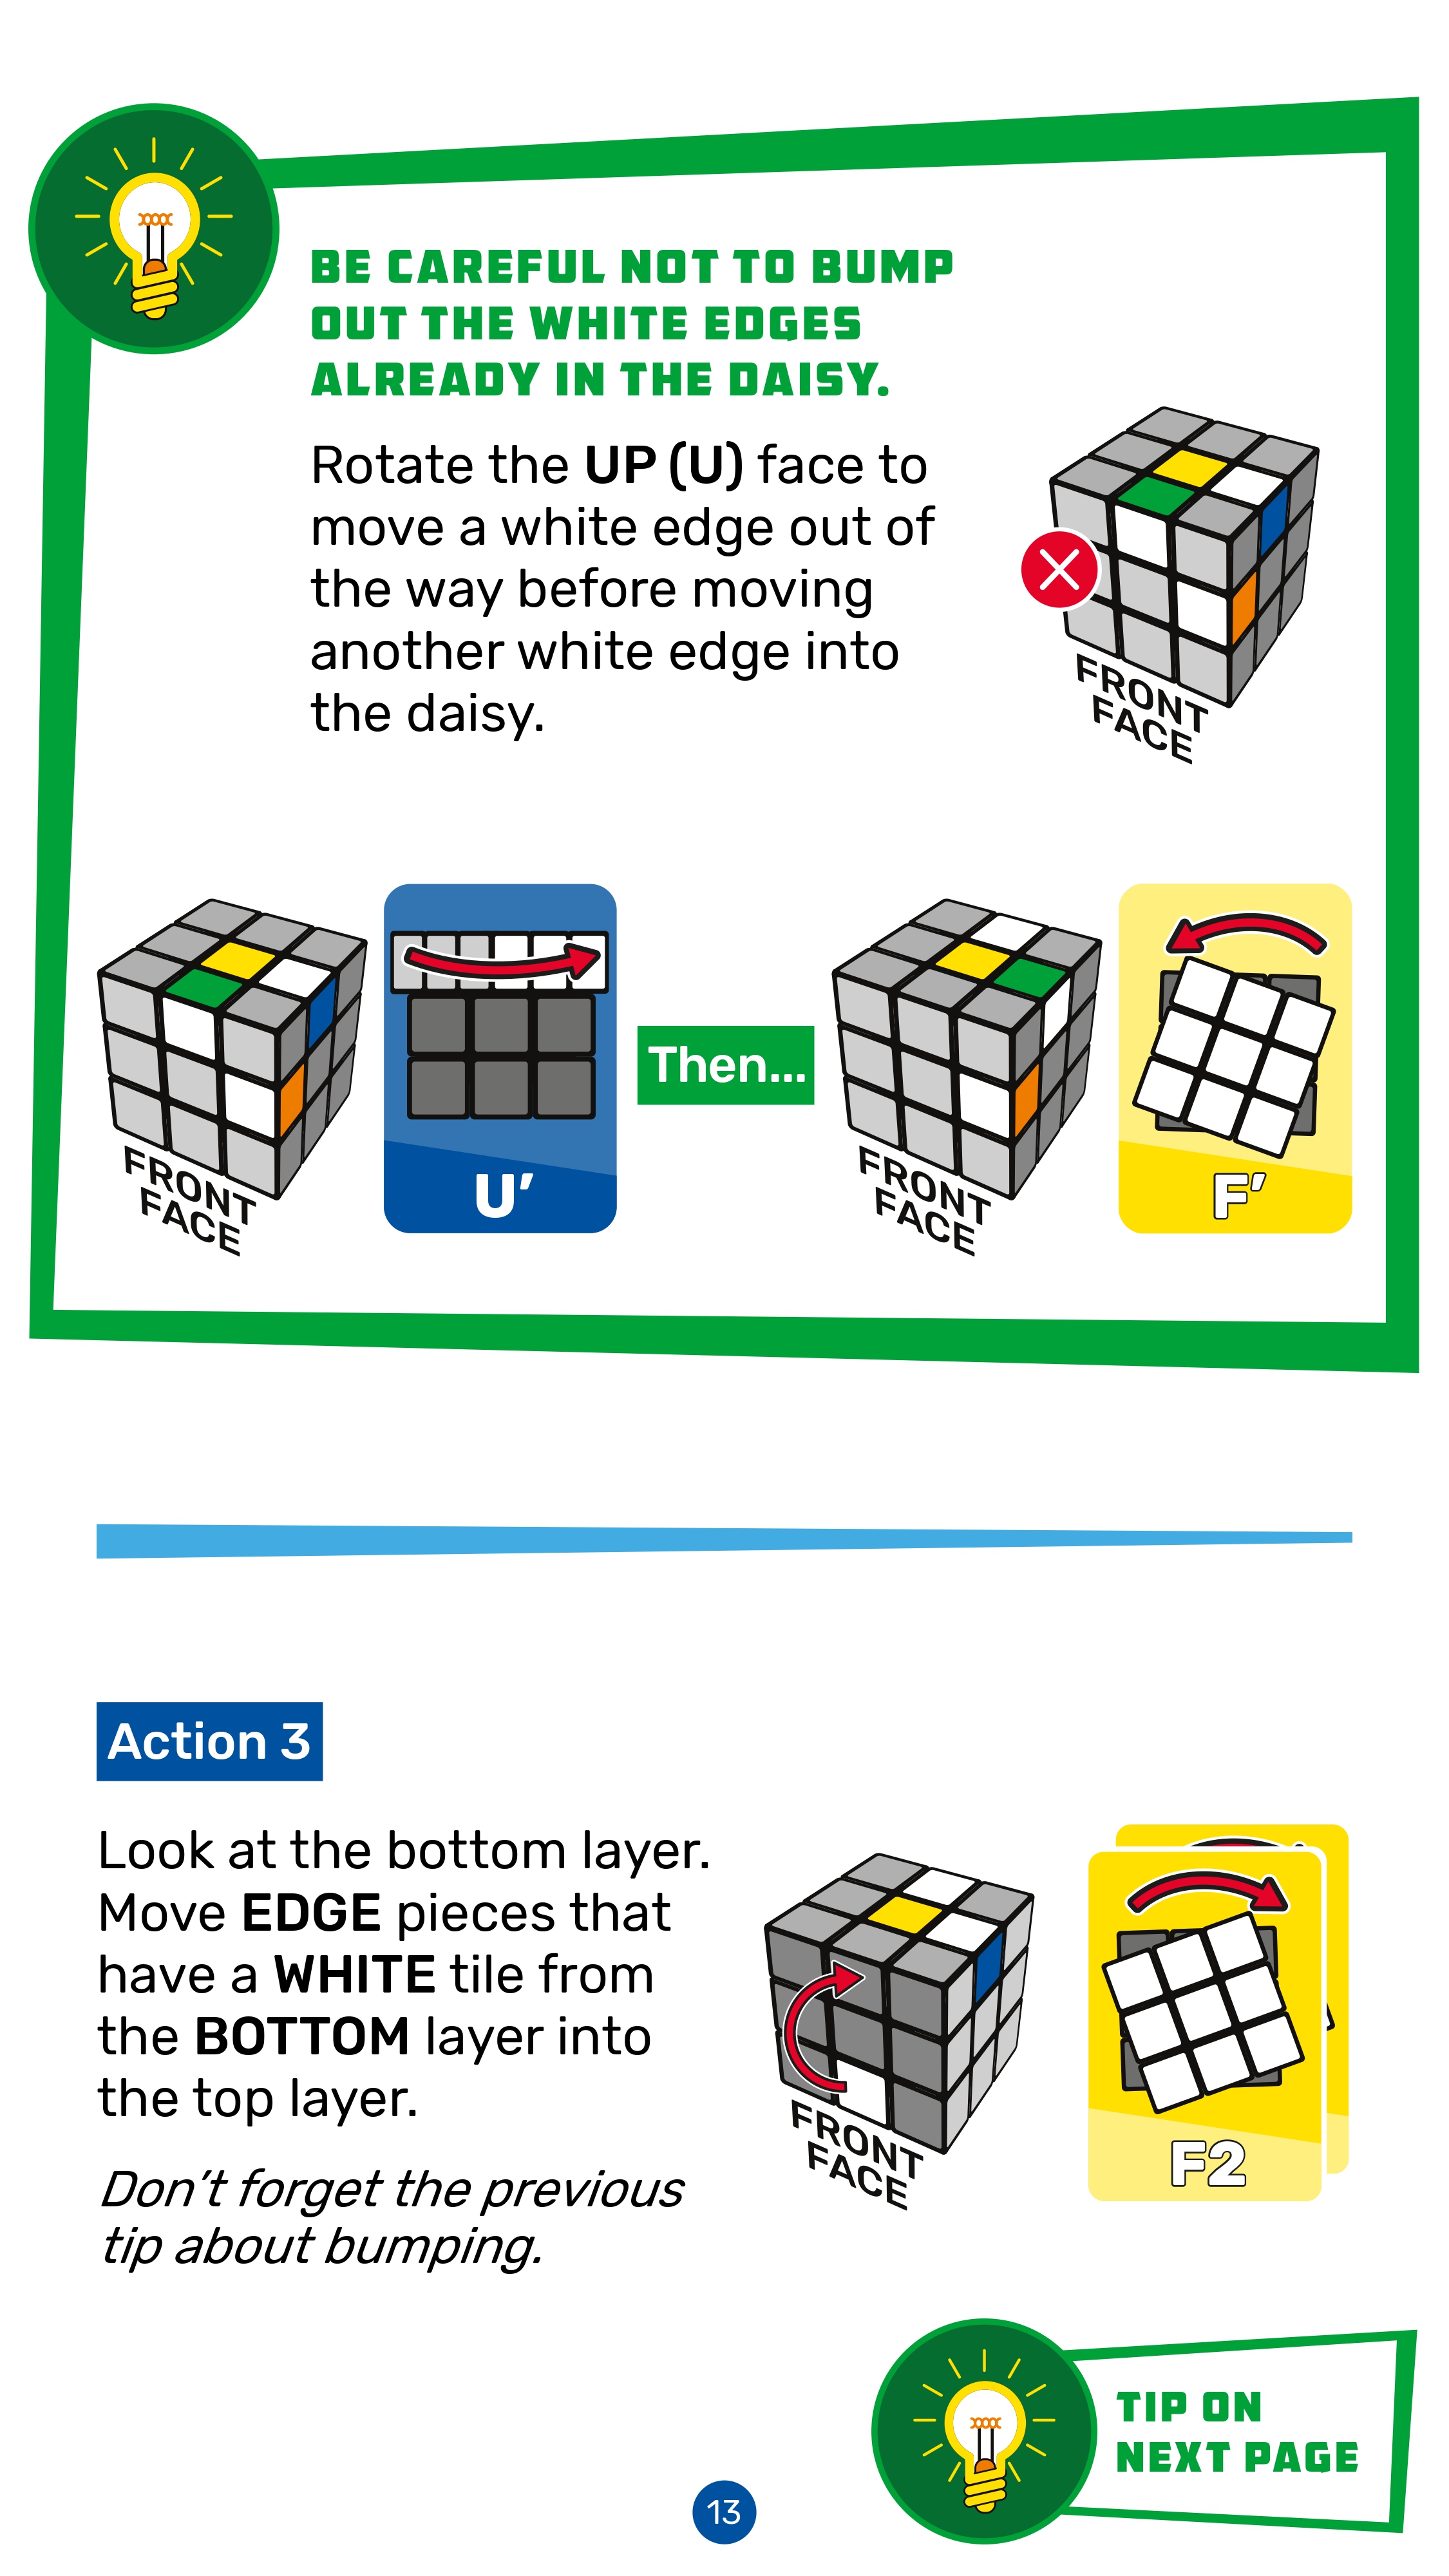 BE CAREFUL NOT TO BUMP
OUT THE WHITE EDGES
ALREADY IN THE DAISY.
Rotate the UP (U) face to
move a white edge out of
the way before moving
another white edge into
the daisy.
FRONT
FACE
FRONT
FACE
U’
Then...
FRONT
FACE
F’
Action 3
Look at the bottom layer.
Move EDGE pieces that
have a WHITE tile from
the BOTTOM layer into
the top layer.
Don’t forget the previous
tip about bumping.
FRONT
FACE
F2
TIP ON
NEXT PAGE
13